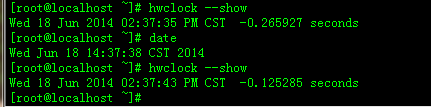 [root@localhost ~]# hwclock --show
Wed 18 Jun 2014 02:37:35 PM CST  -0.265927 seconds
[root@localhost ~]# date
Wed Jun 18 14:37:38 CST 2014
[root@localhost ~]# hwclock --show
Wed 18 Jun 2014 02:37:43 PM CST  -0.125285 seconds
[root@localhost ~]#